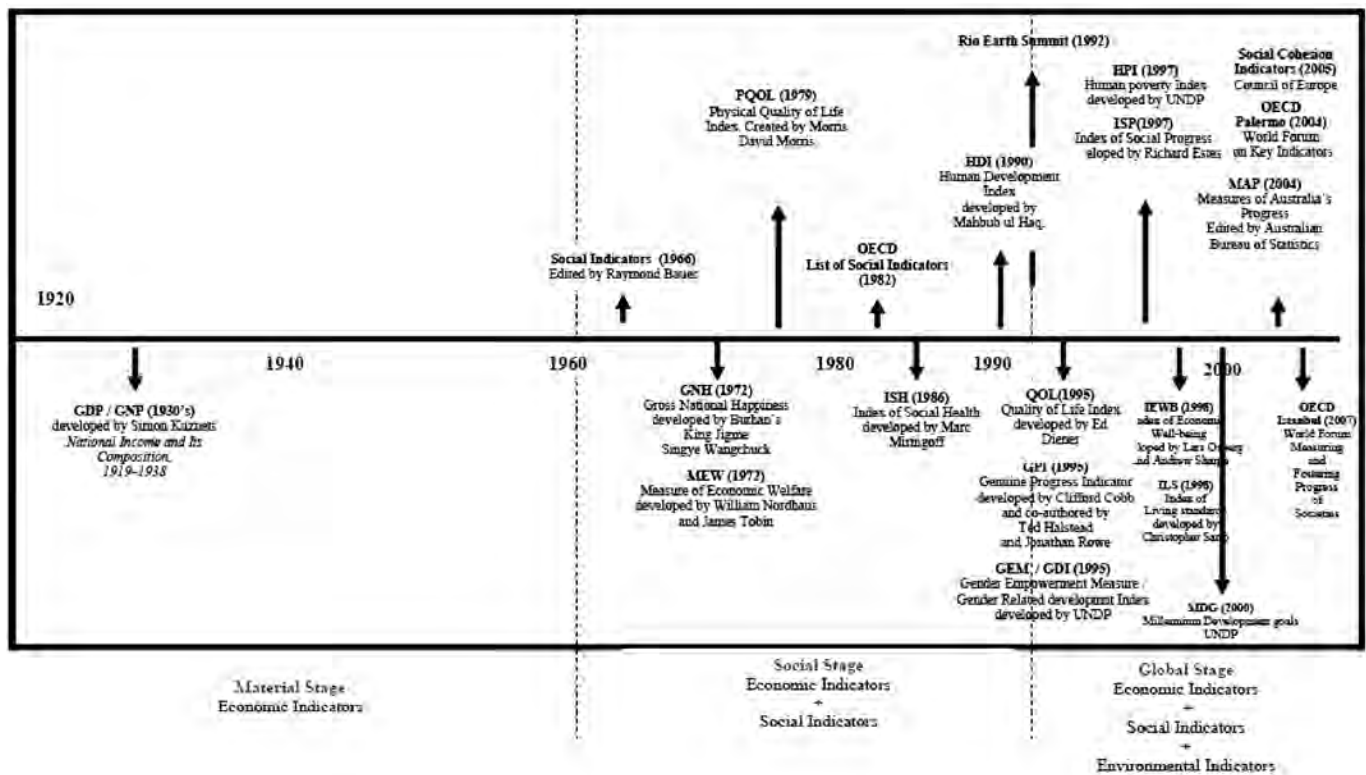 Rio Earth Summit (1992)
Social Cohesion
Indicators (2005)
Council of Europe
HPI (1997)
Human poverty Index
developed by UNDP
OECD
Palermo (2004)
World Forum
on Key Indicators
PQOL (1979)
Physical Quality of Life
Index. Created by Morris
David Morris
ISP(1997)
Index of Social Progress
eloped by Richard Estes
HDI (1990)
Human Development
Index
developed by
Mahbub ul Haq.
MAP (2004)
Measures of Australia's
Progress
Edited by Australian
Bureau of Statistics
Social Indicators (1966)
Edited by Raymond Bauer
OECD
List of Social Indicators
(1982)
1920
1940
1960
1980
1990
2000
GDP / GNP (1930's)
developed by Simon Kuznets
National Income and Its
Composition,
1919–1938
GNH (1972)
Gross National Happiness
developed by
King Jigme
Singye Wangchuck
MEW (1972)
Measure of Economic Welfare
developed by William Nordhaus
and James Tobin
ISH (1986)
Index of Social Health
developed by Marc
QOL(1995)
Quality of Life Index
developed by Ed
GPI (1995)
Genuine Progress Indicator
developed by Clifford Cobb
and co-authored by
Ted Halstead
and Jonathan Rowe
GEM / GDI (1995)
Gender Empowerment Measure /
Gender Related development Index
developed by UNDP
IEWB (1998)
of Economic
Well-being
loped by Lars
and Andrew
ILS (1998)
Index of
Living standard
developed by
Christopher
MDG (2000)
Millennium Development goals
UNDP
OECD
Istanbul (2007)
World Forum
Measuring
and
Fostering
Progress
of
Societies
Material Stage
Economic Indicators
Social Stage
Economic Indicators
+
Social Indicators
Global Stage
Economic Indicators
+
Social Indicators
+
Environmental Indicators